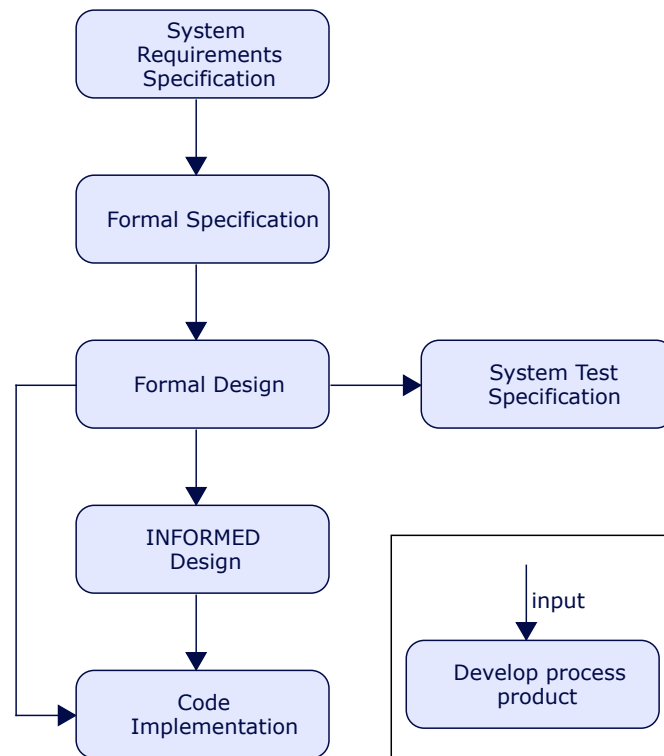 System
Requirements
Specification
Formal Specification
Formal Design
System Test
Specification
INFORMED
Design
input
Develop process
product
Code
Implementation